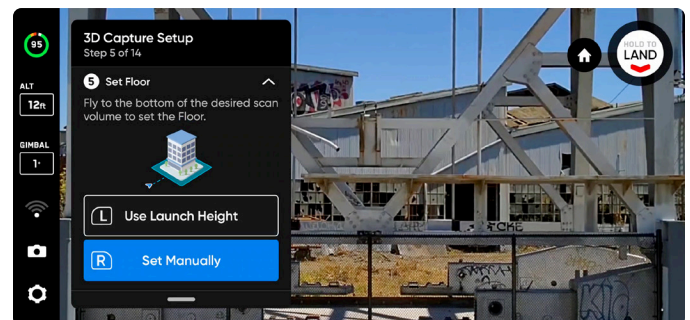 95
ALT
12ft
GIMBAL
1°
3D Capture Setup
Step 5 of 14
5 Set Floor
Fly to the bottom of the desired scan
volume to set the Floor.
L Use Launch Height
R Set Manually
HOLD TO
LAND